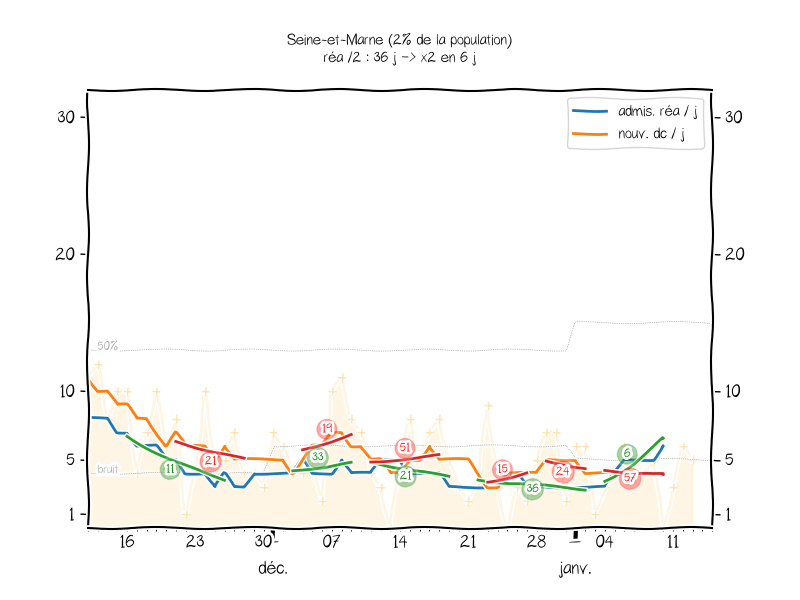 Seine-et-Marne (2% de la population)
réa /2 : 36 j -> x2 en 6 j
admis. réa / j
nouv. dc / j
30 30
20 20
50%
10 10
19
51
6
5 5
33
21
15
24
bruit
11
21
57
36
1 1
16 23 30 07 14 21 28 04 11
déc. janv.